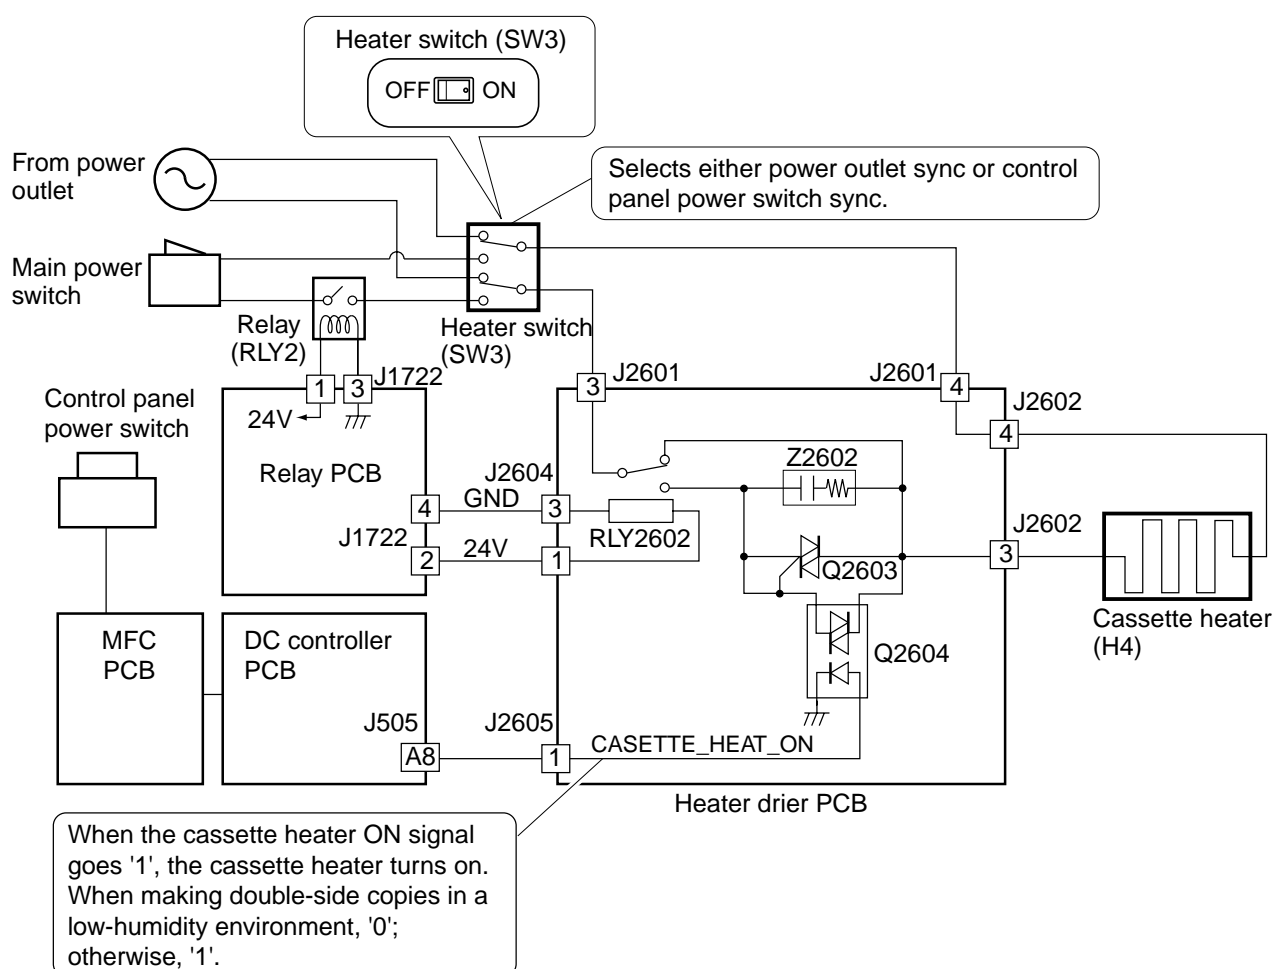 Heater switch (SW3)
OFF ON
From power
outlet
Selects either power outlet sync or control
panel power switch sync.
Main power
switch
Relay
(RLY2)
Heater switch
(SW3)
1 3 J1722
3 J2601
J2601 4
Control panel
power switch
24V
J2602
4
Relay PCB
J2604
Z2602
4 GND 3
RLY2602
J2602
3
J1722
2 24V 1
Q2603
Cassette heater
(H4)
MFC
PCB
DC controller
PCB
Q2604
J505
A8
J2605
1
CASETTE_HEAT_ON
Heater drier PCB
When the cassette heater ON signal
goes '1', the cassette heater turns on.
When making double-side copies in a
low-humidity environment, '0';
otherwise, '1'.